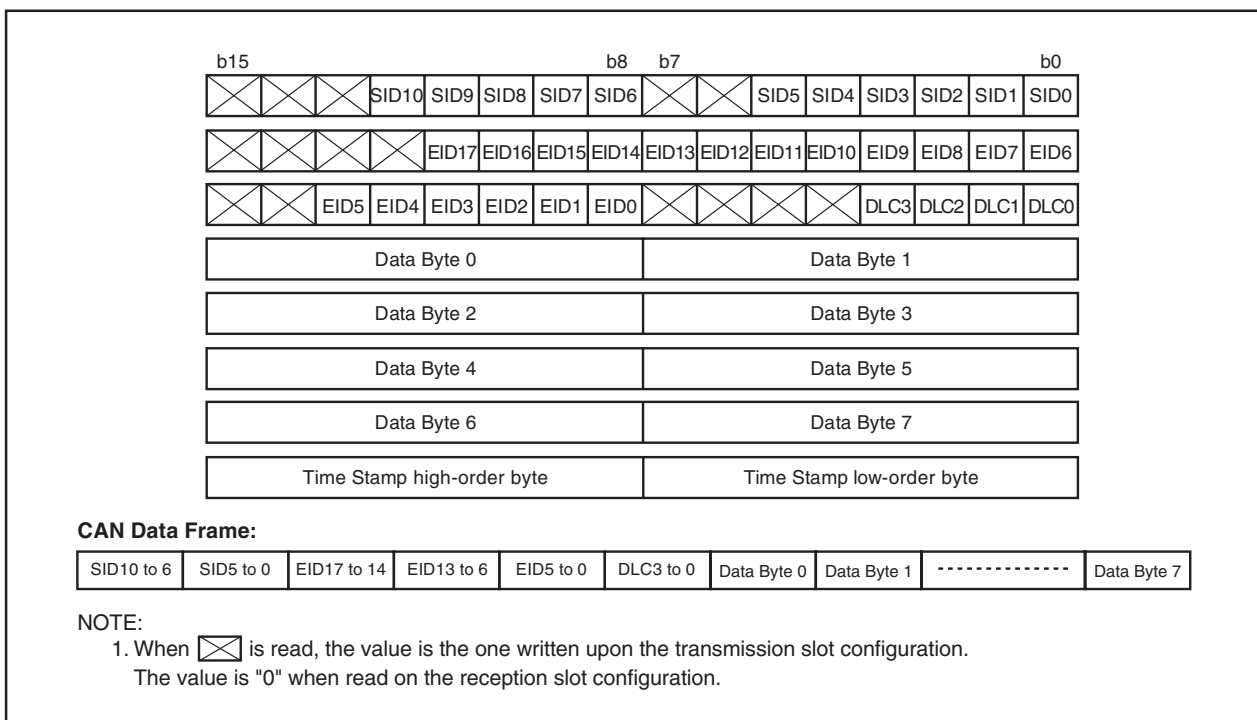 b15 b8 b7 b0
SID10 SID9 SID8 SID7 SID6 SID5 SID4 SID3 SID2 SID1 SID0
EID17 EID16 EID15 EID14 EID13 EID12 EID11 EID10 EID9 EID8 EID7 EID6
EID5 EID4 EID3 EID2 EID1 EID0 DLC3 DLC2 DLC1 DLC0
Data Byte 0 Data Byte 1
Data Byte 2 Data Byte 3
Data Byte 4 Data Byte 5
Data Byte 6 Data Byte 7
Time Stamp high-order byte Time Stamp low-order byte
CAN Data Frame:
SID10 to 6 SID5 to 0 EID17 to 14 EID13 to 6 EID5 to 0 DLC3 to 0 Data Byte 0 Data Byte 1 Data Byte 7
NOTE:
1. When is read, the value is the one written upon the transmission slot configuration.
The value is "0" when read on the reception slot configuration.